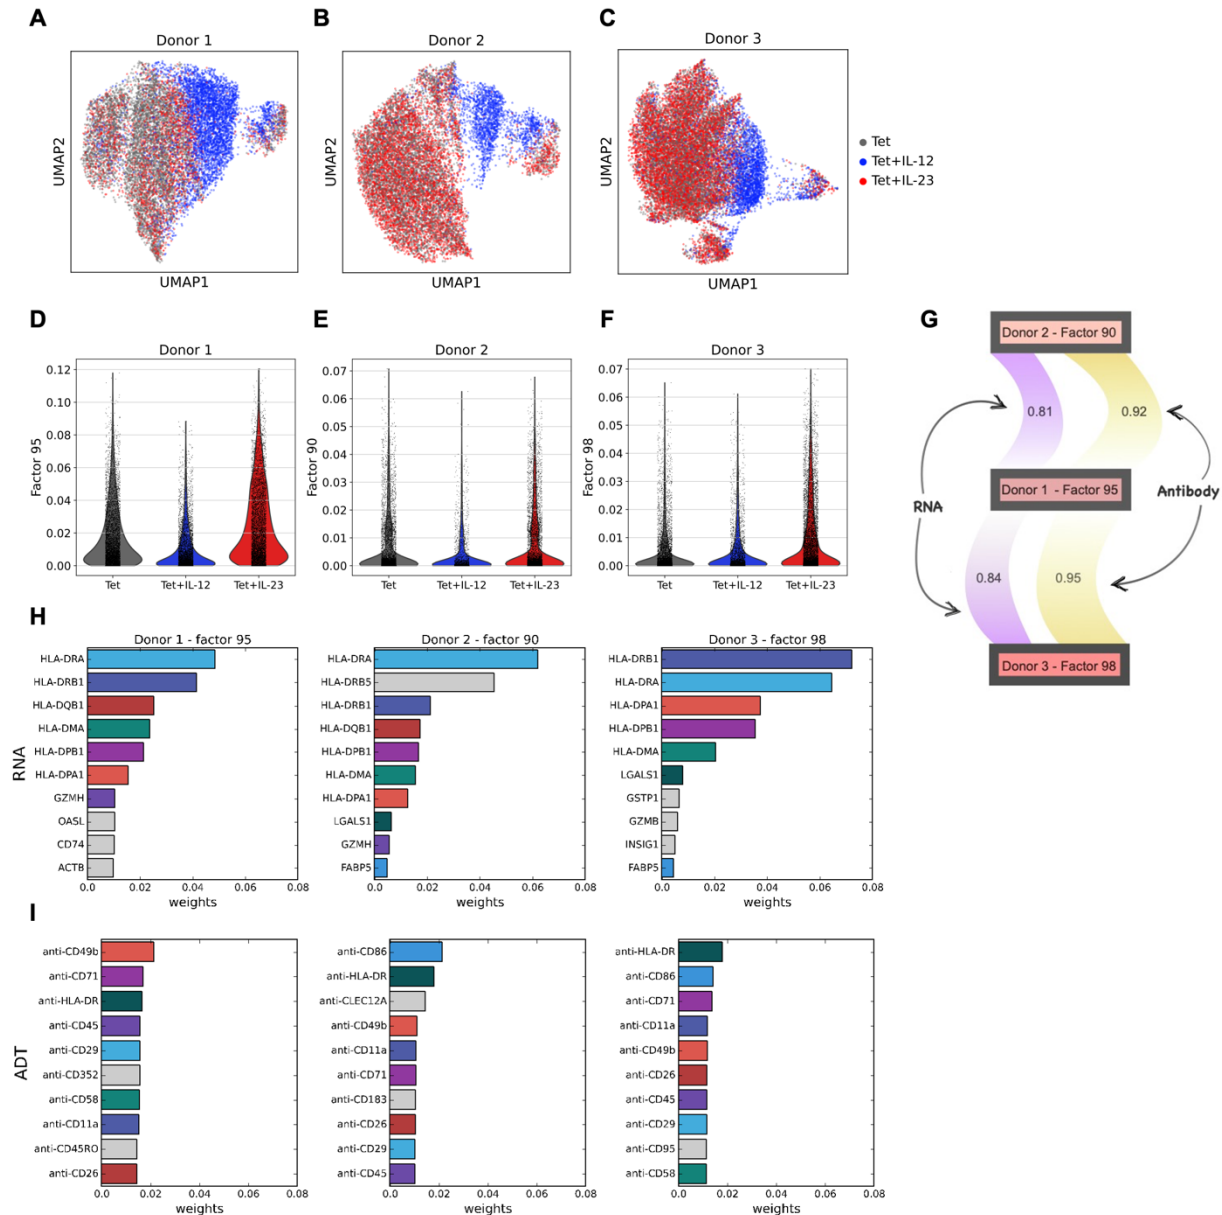 A
B
C
Donor 1
Donor 2
Donor 3
UMAP2
UMAP2
UMAP2
UMAP1
UMAP1
UMAP1
Tet
Tet+IL-12
Tet+IL-23
D
E
F
G
Donor 1
Donor 2
Donor 3
Factor 95
0.12
0.10
0.08
0.06
0.04
0.02
0.00
Tet
Tet+IL-12
Tet+IL-23
Factor 90
0.07
0.06
0.05
0.04
0.03
0.02
0.01
0.00
Tet
Tet+IL-12
Tet+IL-23
Factor 98
0.07
0.06
0.05
0.04
0.03
0.02
0.01
0.00
Tet
Tet+IL-12
Tet+IL-23
Donor 2 - Factor 90
0.81
0.92
Donor 1 - Factor 95
RNA
Antibody
0.84
0.95
Donor 3 - Factor 98
H
RNA
Donor 1 - factor 95
HLA-DRA
HLA-DRB1
HLA-DQB1
HLA-DMA
HLA-DPB1
HLA-DPA1
GZMH
OASL
CD74
ACTB
0.0 0.02 0.04 0.06 0.08
weights
Donor 2 - factor 90
HLA-DRA
HLA-DRB5
HLA-DRB1
HLA-DQB1
HLA-DPB1
HLA-DMA
HLA-DPA1
LGALS1
GZMH
FABP5
0.0 0.02 0.04 0.06 0.08
weights
Donor 3 - factor 98
HLA-DRB1
HLA-DRA
HLA-DPA1
HLA-DPB1
HLA-DMA
LGALS1
GSTP1
GZMB
INSIG1
FABP5
0.0 0.02 0.04 0.06 0.08
weights
I
ADT
anti-CD49b
anti-CD71
anti-HLA-DR
anti-CD45
anti-CD29
anti-CD352
anti-CD58
anti-CD11a
anti-CD45RO
anti-CD26
0.0 0.02 0.04 0.06 0.08
weights
anti-CD86
anti-HLA-DR
anti-CLEC12A
anti-CD49b
anti-CD11a
anti-CD71
anti-CD183
anti-CD26
anti-CD29
anti-CD45
0.0 0.02 0.04 0.06 0.08
weights
anti-HLA-DR
anti-CD86
anti-CD71
anti-CD11a
anti-CD49b
anti-CD26
anti-CD45
anti-CD29
anti-CD95
anti-CD58
0.0 0.02 0.04 0.06 0.08
weights